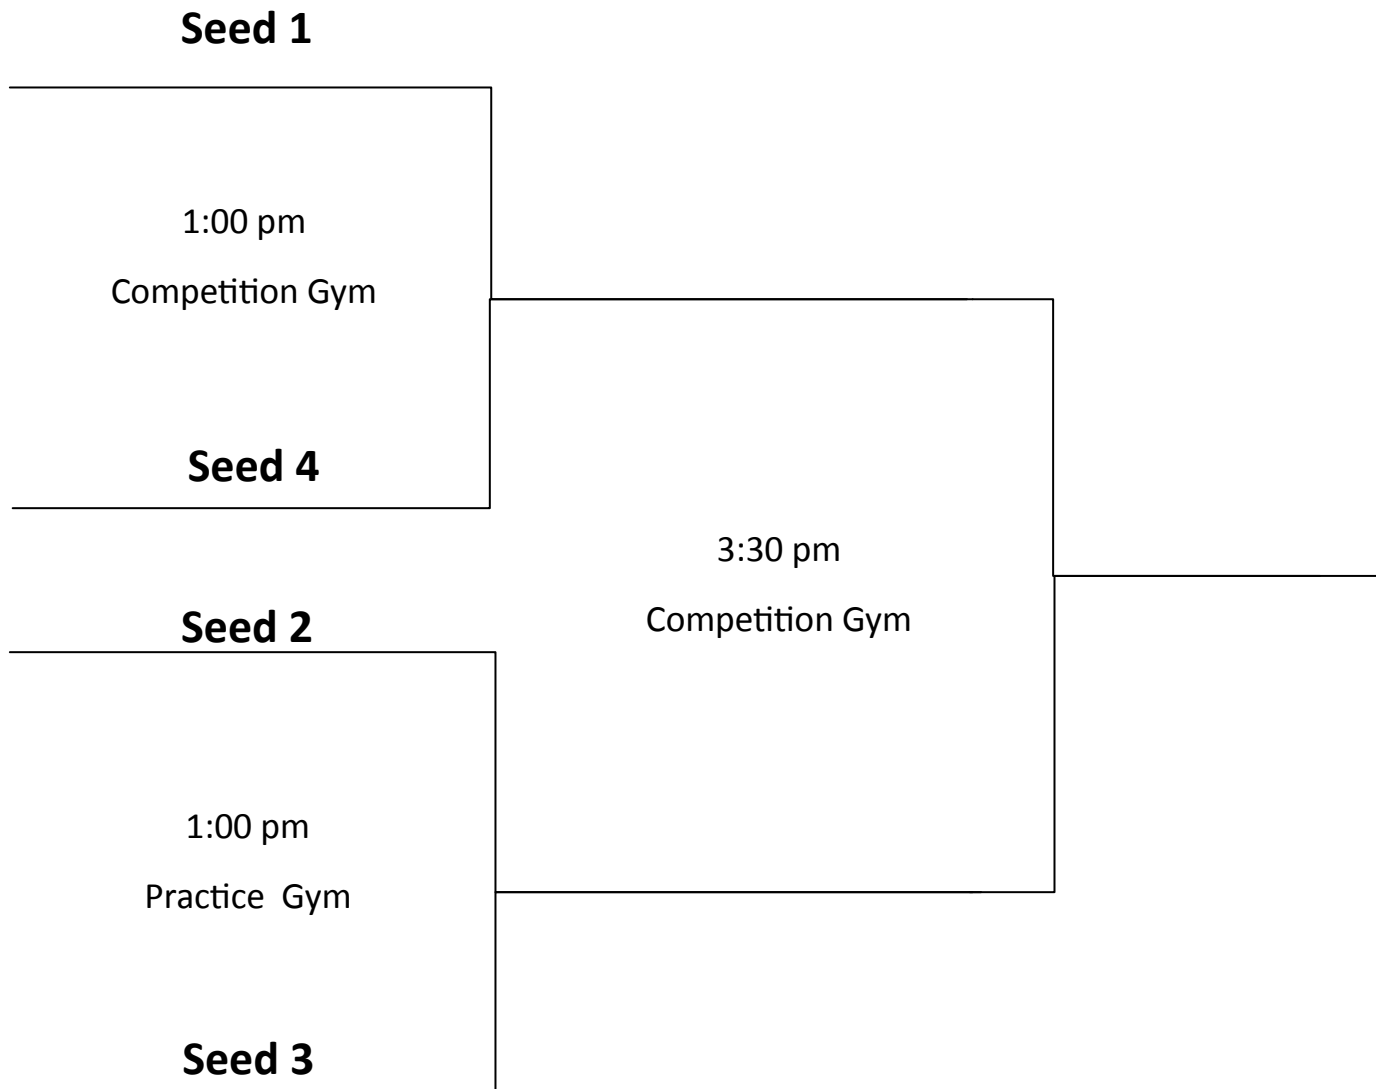 Seed 1
1:00 pm
Competition Gym
Seed 4
3:30 pm
Competition Gym
Seed 2
1:00 pm
Practice  Gym
Seed 3